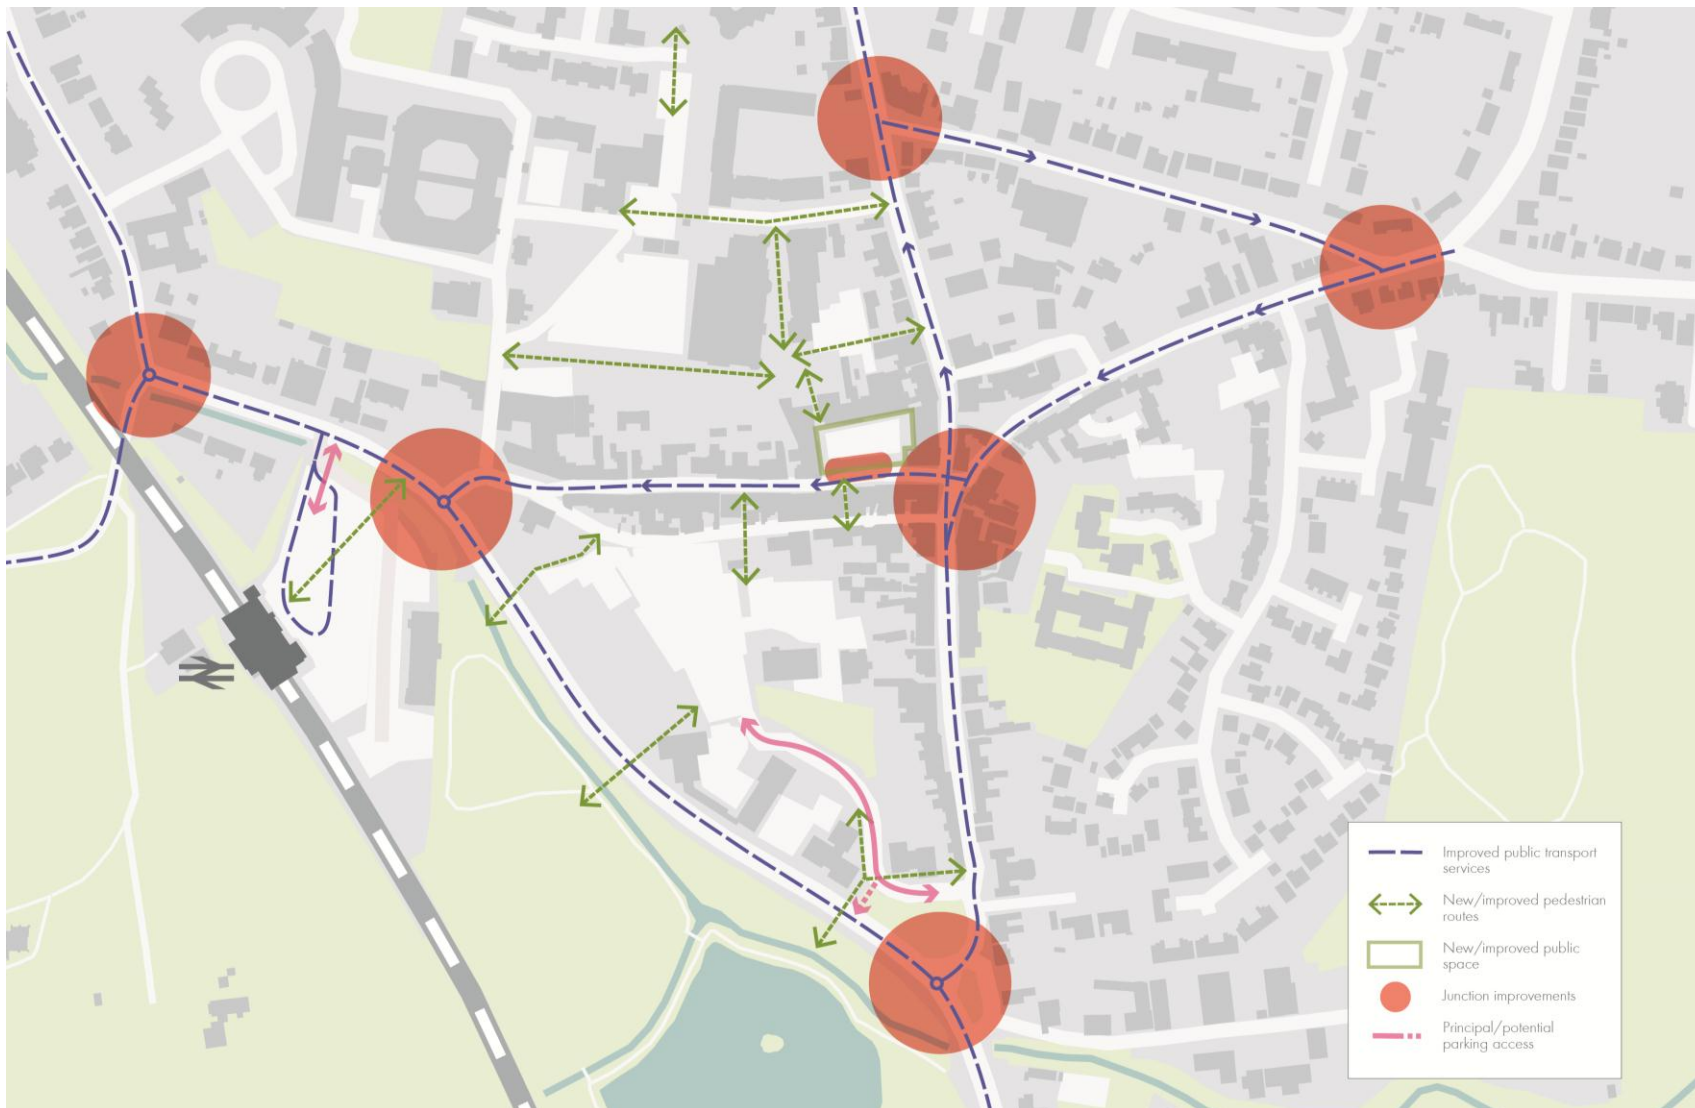 Improved public transport
services
New/improved pedestrian
routes
New/improved public
space
Junction improvements
Principal/potential
parking access